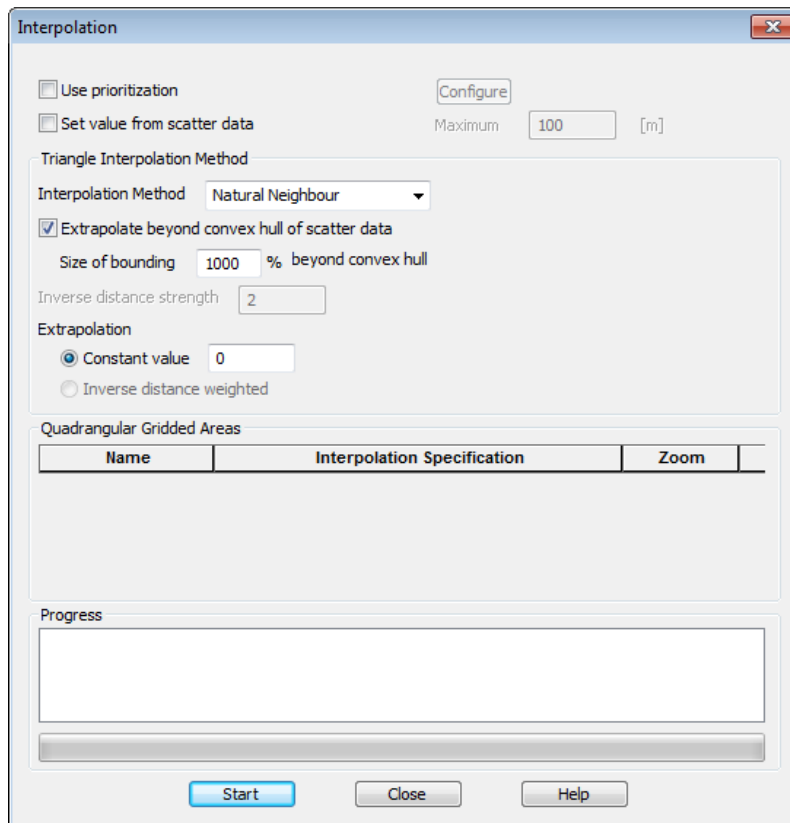 Interpolation
Use prioritization Configure
Set value from scatter data Maximum 100 [m]
Triangle Interpolation Method
Interpolation Method Natural Neighbour
Extrapolate beyond convex hull of scatter data
Size of bounding 1000 % beyond convex hull
Inverse distance strength 2
Extrapolation
Constant value 0
Inverse distance weighted
Quadrangular Gridded Areas
Name Interpolation Specification Zoom
Progress
Start Close Help